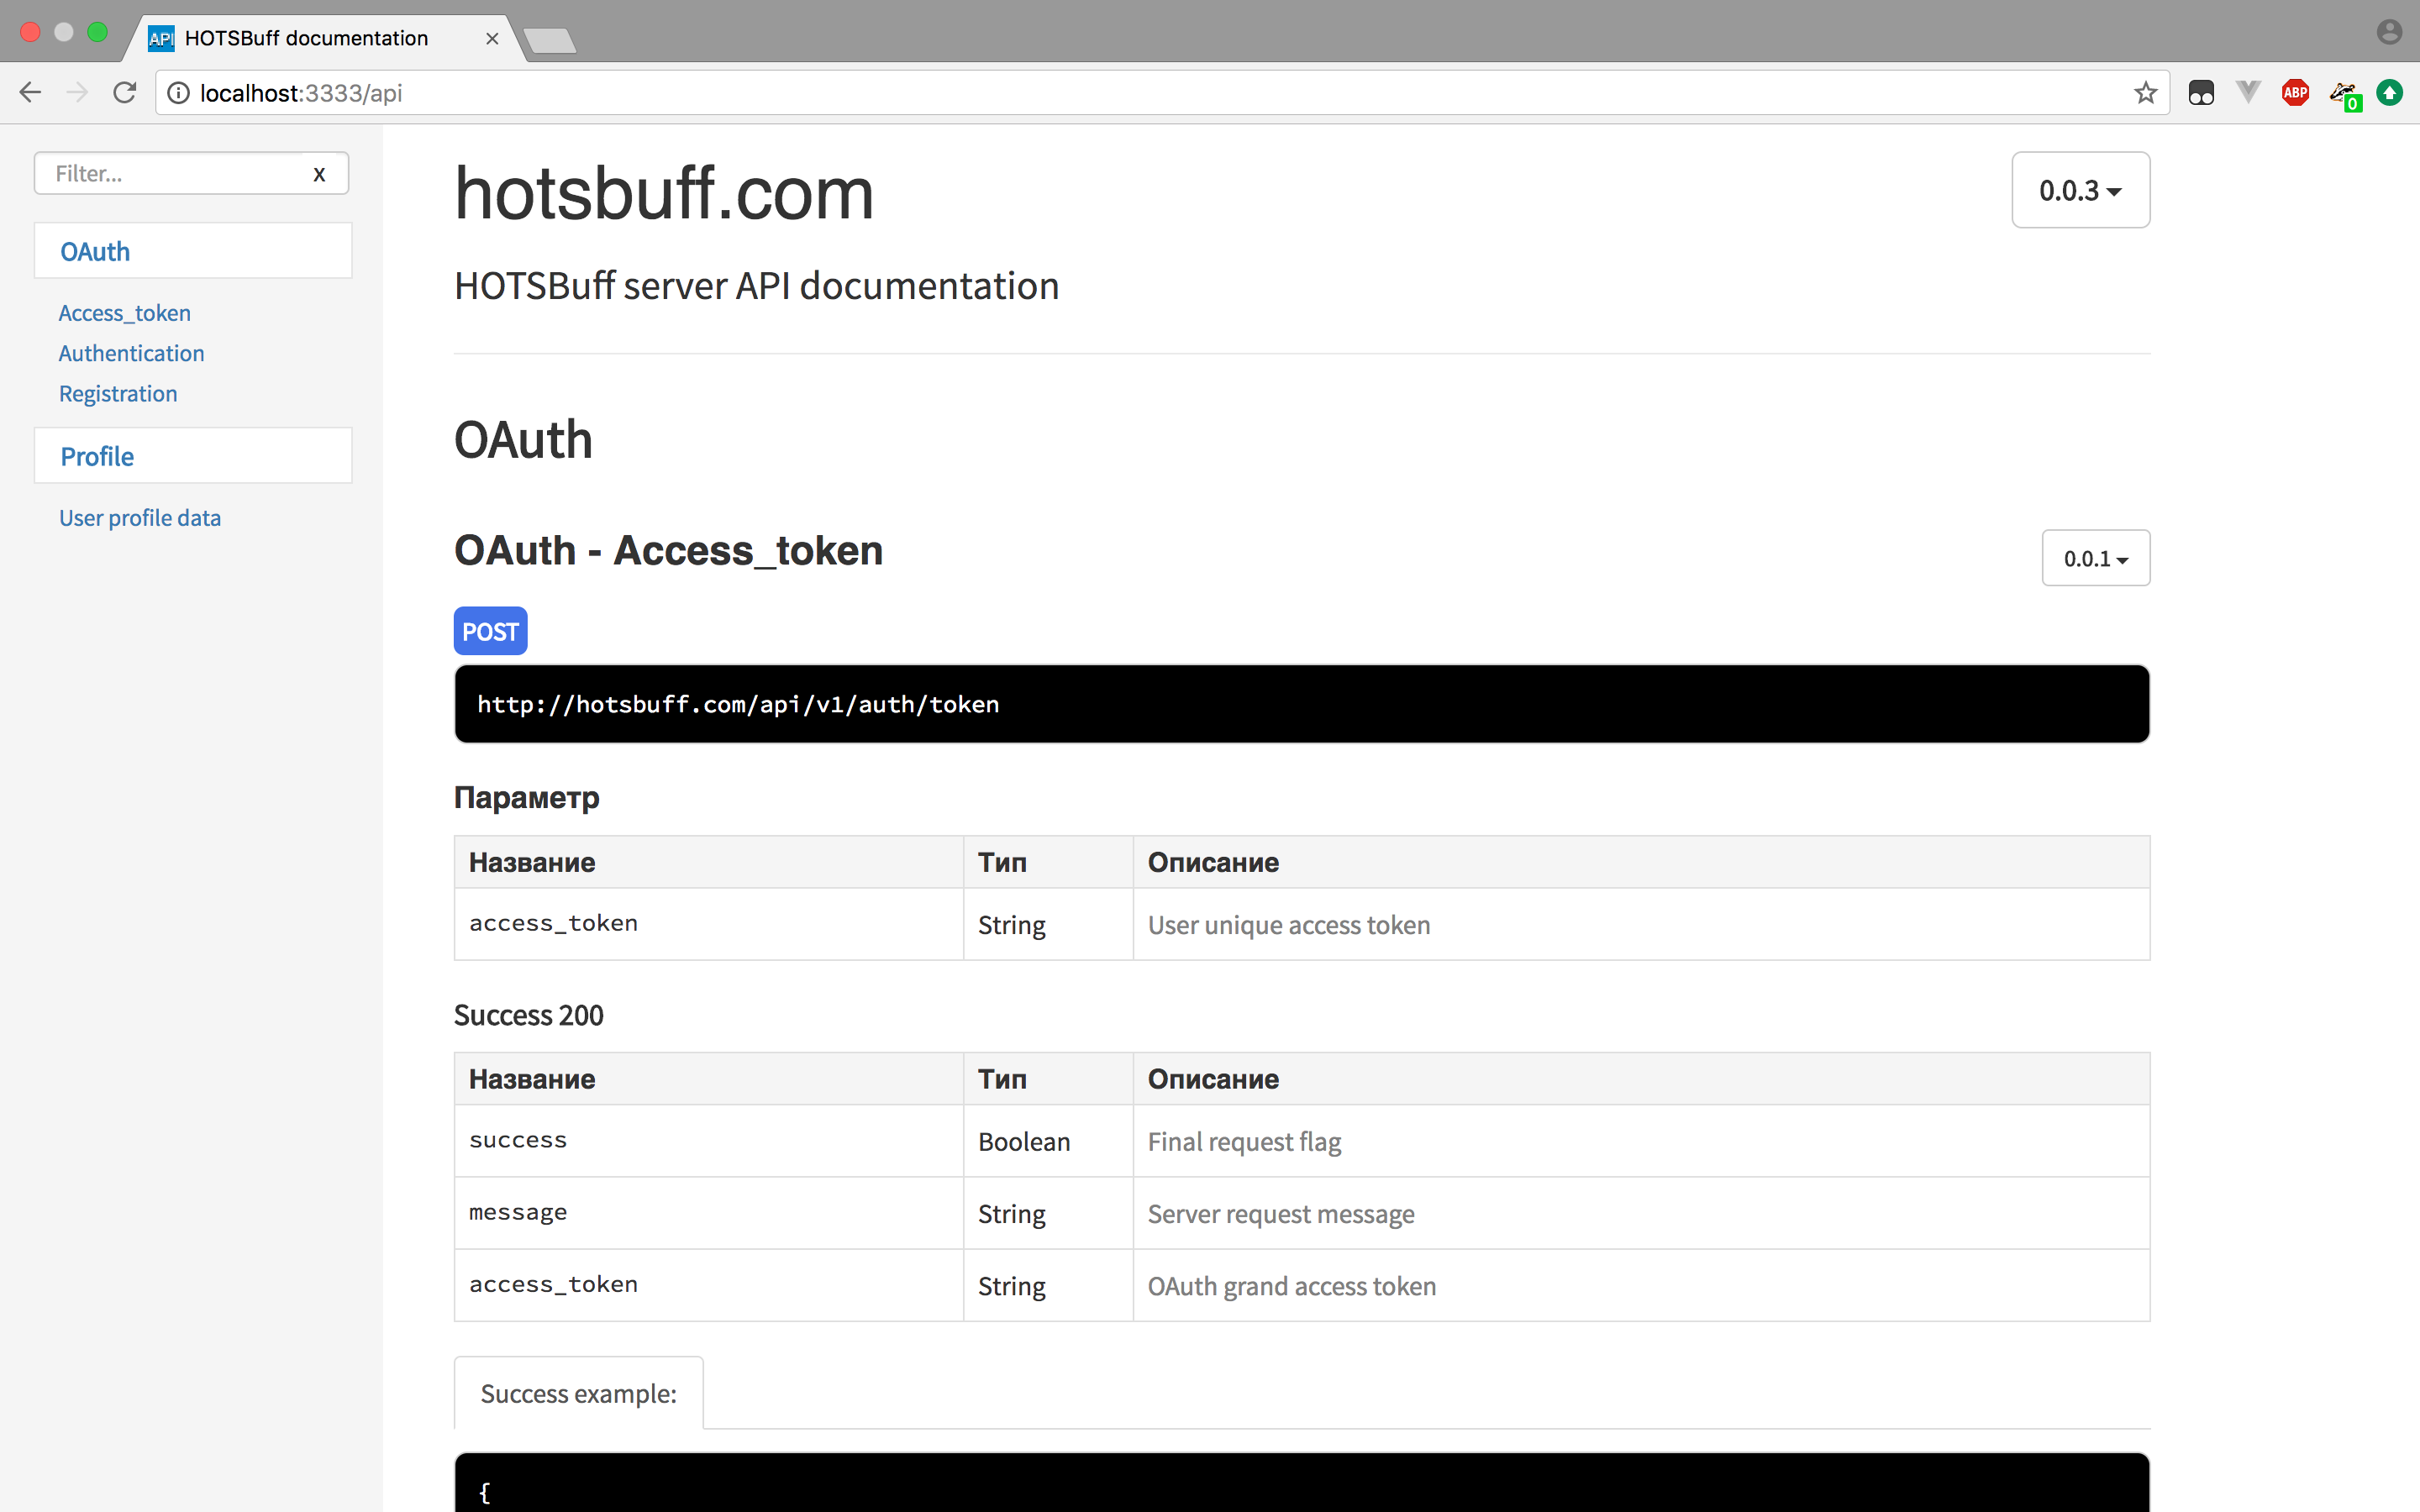 API HOTSBuff documentation
localhost:3333/api
ABP
0
Filter...
x
OAuth
Access_token
Authentication
Registration
Profile
User profile data
hotsbuff.com
0.0.3
HOTSBuff server API documentation
OAuth
OAuth - Access_token
0.0.1
POST
http://hotsbuff.com/api/v1/auth/token
Параметр
Название Тип Описание
access_token String User unique access token
Success 200
Название Тип Описание
success Boolean Final request flag
message String Server request message
access_token String OAuth grand access token
Success example:
{